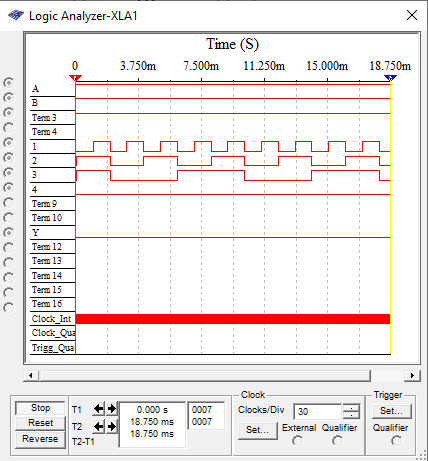 Logic Analyzer-XLA1
Time (S)
0 3.750m 7.500m 11.250m 15.000m 18.750m
A
B
Term 3
Term 4
1
2
3
4
Term 9
Term 10
Y
Term 12
Term 13
Term 14
Term 15
Term 16
Clock_Int
Clock_Qua
Trigg_Qua
Stop
Reset
Reverse
T1
T2
T2-T1
0.000 s
18.750 ms
18.750 ms
0007
0007
Clock
Clocks/Div 30
Set... External Qualifier
Trigger
Set...
Qualifier